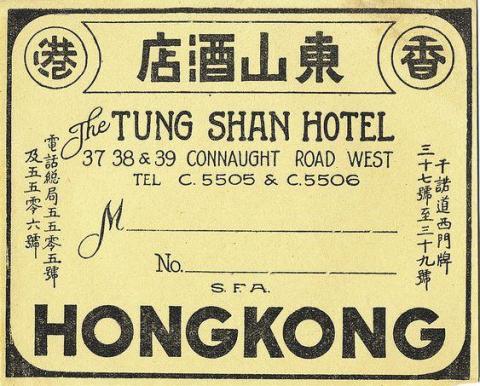 香 東山酒店 港
The TUNG SHAN HOTEL
37 38 & 39 CONNAUGHT ROAD WEST
TEL C. 5505 & C. 5506
干諾道西門牌
三十七號至三十九號
電話總局五五零五號
及五五零六號
M
No.
S. F. A.
HONGKONG